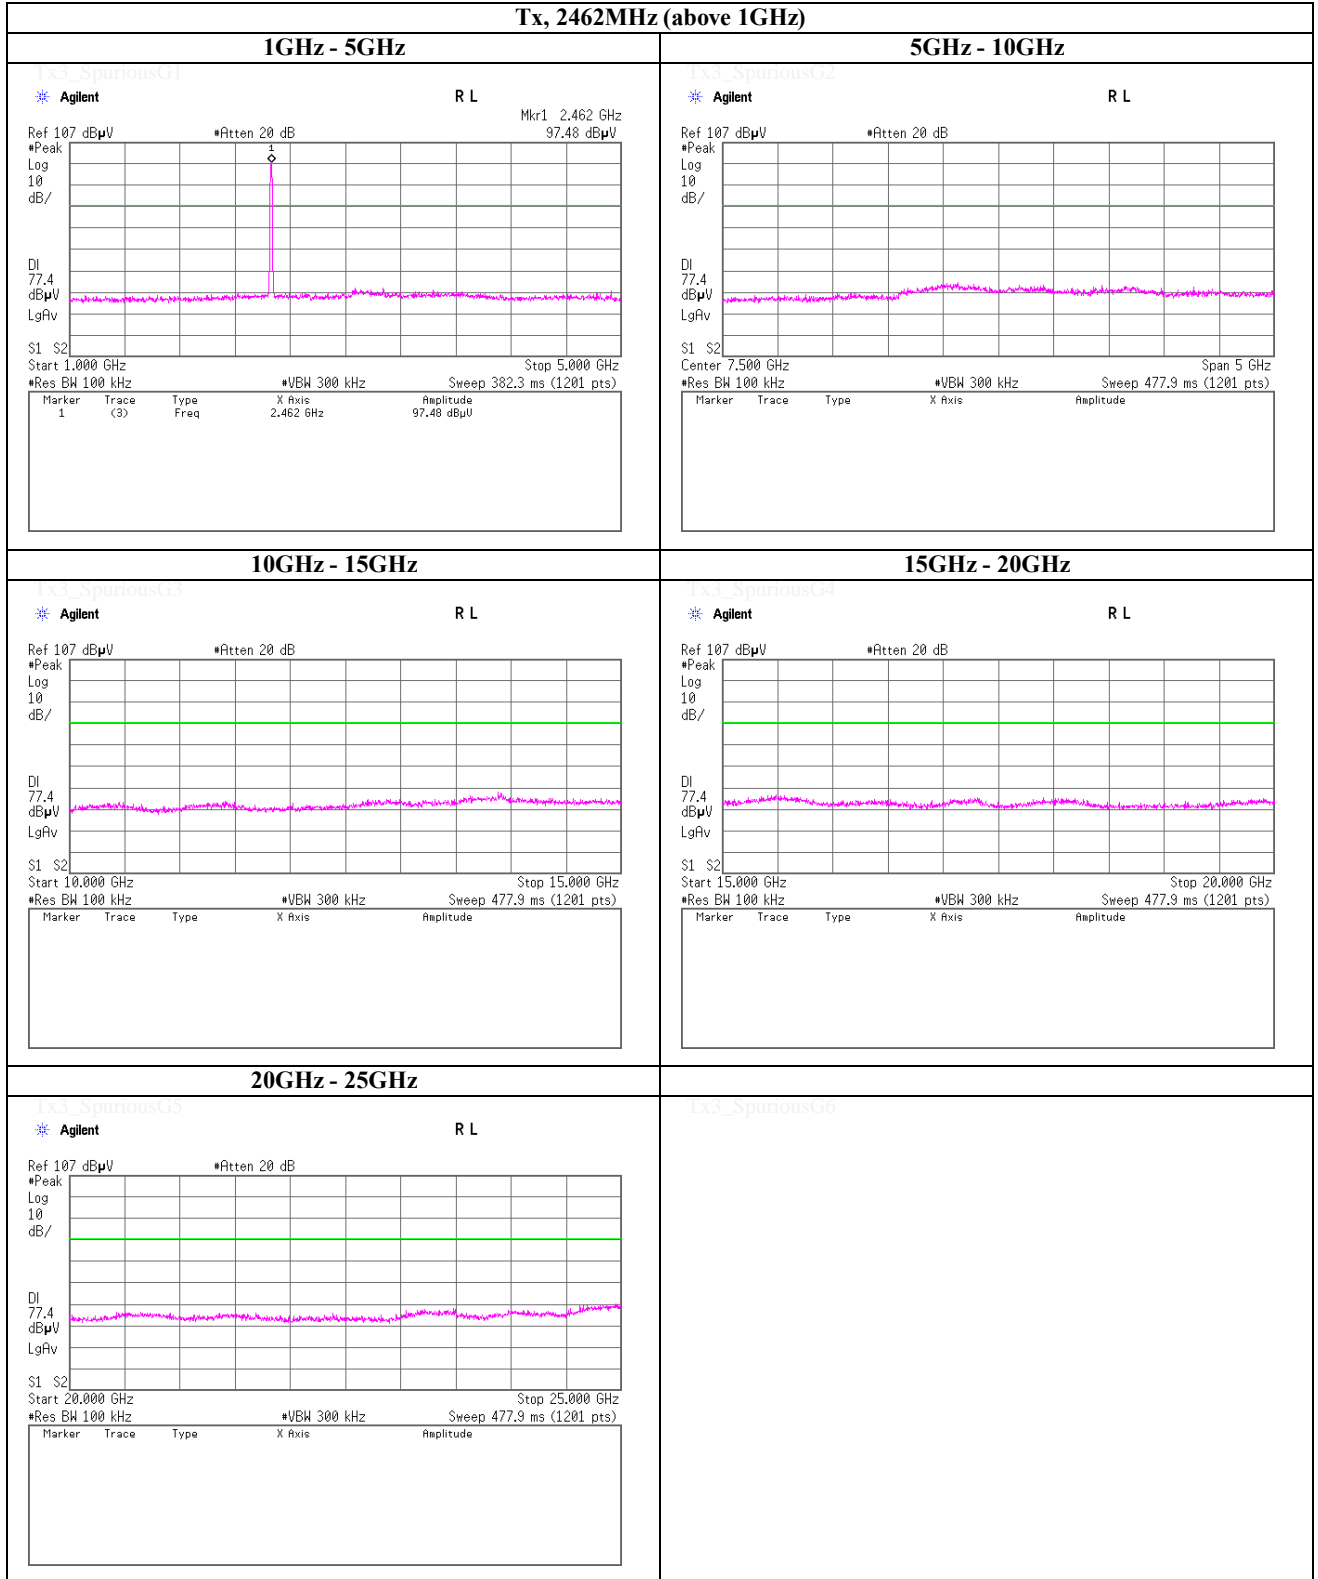 Tx, 2462MHz (above 1GHz)
1GHz - 5GHz
5GHz - 10GHz
Tx3_SpuriousG1
Agilent
R L
Mkr1 2.462 GHz
Ref 107 dBµV
#Atten 20 dB
97.48 dBµV
#Peak
Log
10
dB/
1
DI
77.4
dBµV
LgAv
S1 S2
Start 1.000 GHz
Stop 5.000 GHz
#Res BW 100 kHz
#VBW 300 kHz
Sweep 382.3 ms (1201 pts)
Marker Trace Type X Axis Amplitude
1 (3) Freq 2.462 GHz 97.48 dBµV
Tx3_SpuriousG2
Agilent
R L
Ref 107 dBµV
#Atten 20 dB
#Peak
Log
10
dB/
DI
77.4
dBµV
LgAv
S1 S2
Center 7.500 GHz
Span 5 GHz
#Res BW 100 kHz
#VBW 300 kHz
Sweep 477.9 ms (1201 pts)
Marker Trace Type X Axis Amplitude
10GHz - 15GHz
15GHz - 20GHz
Tx3_SpuriousG3
Agilent
R L
Ref 107 dBµV
#Atten 20 dB
#Peak
Log
10
dB/
DI
77.4
dBµV
LgAv
S1 S2
Start 10.000 GHz
Stop 15.000 GHz
#Res BW 100 kHz
#VBW 300 kHz
Sweep 477.9 ms (1201 pts)
Marker Trace Type X Axis Amplitude
Tx3_SpuriousG4
Agilent
R L
Ref 107 dBµV
#Atten 20 dB
#Peak
Log
10
dB/
DI
77.4
dBµV
LgAv
S1 S2
Start 15.000 GHz
Stop 20.000 GHz
#Res BW 100 kHz
#VBW 300 kHz
Sweep 477.9 ms (1201 pts)
Marker Trace Type X Axis Amplitude
20GHz - 25GHz
Tx3_SpuriousG5
Agilent
R L
Ref 107 dBµV
#Atten 20 dB
#Peak
Log
10
dB/
DI
77.4
dBµV
LgAv
S1 S2
Start 20.000 GHz
Stop 25.000 GHz
#Res BW 100 kHz
#VBW 300 kHz
Sweep 477.9 ms (1201 pts)
Marker Trace Type X Axis Amplitude
Tx3_SpuriousG6